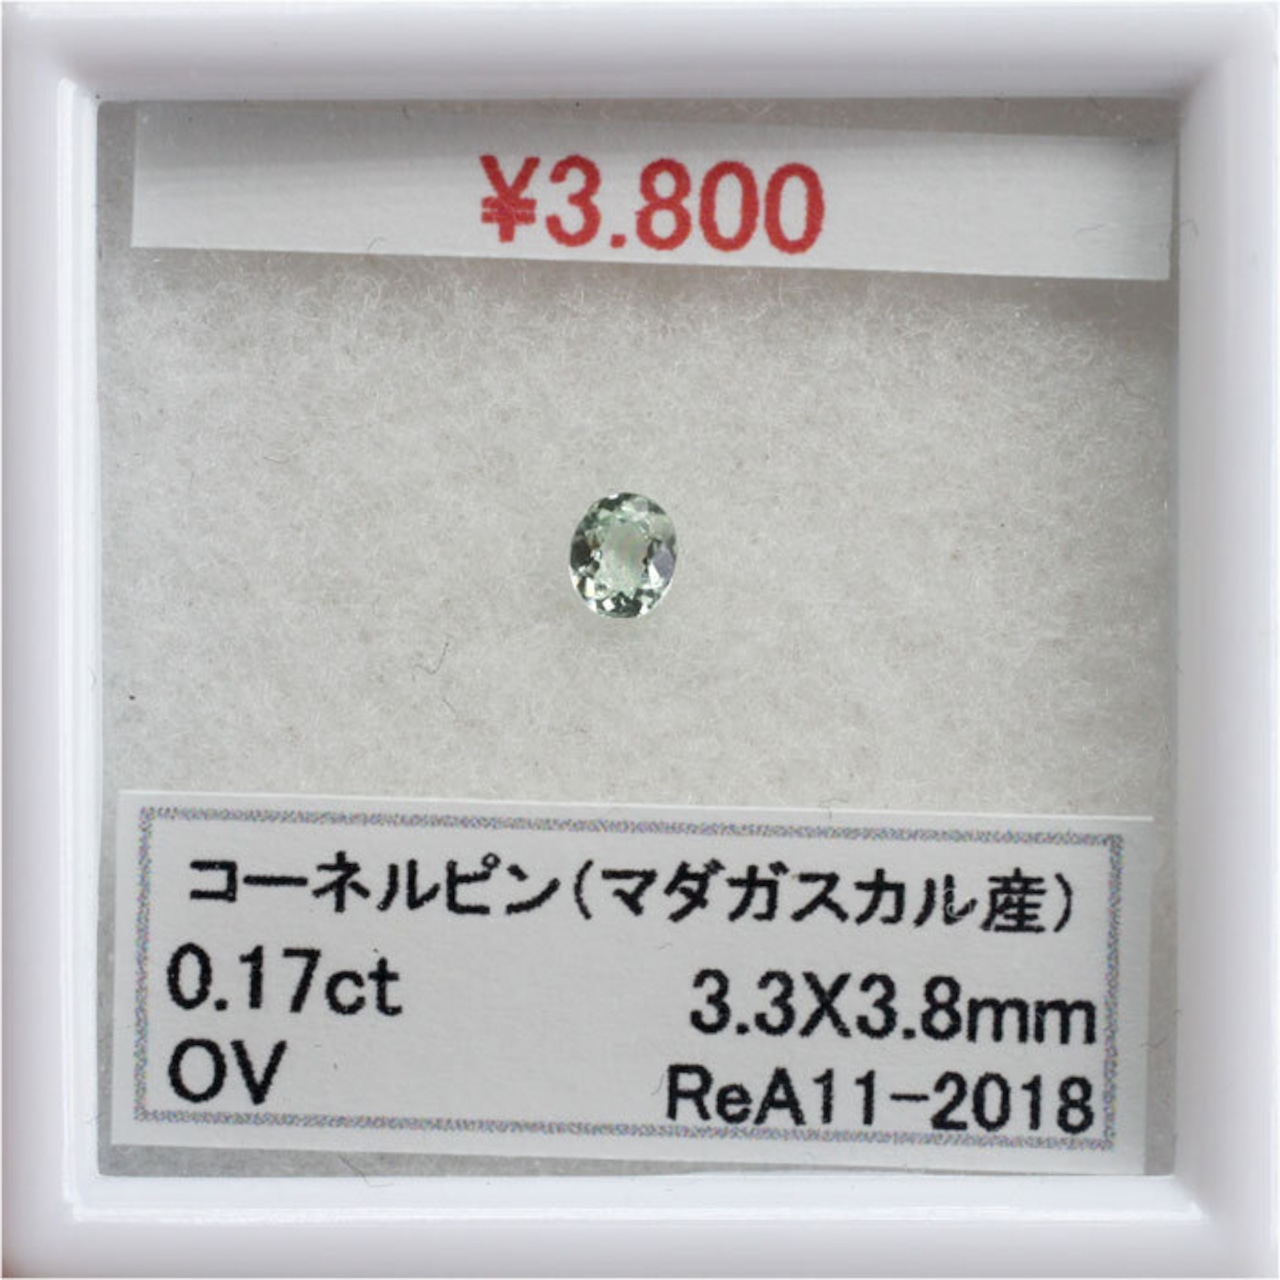 ¥3.800
コーネルピン(マダガスカル産)
0.17ct 3.3X3.8mm
OV ReA11-2018